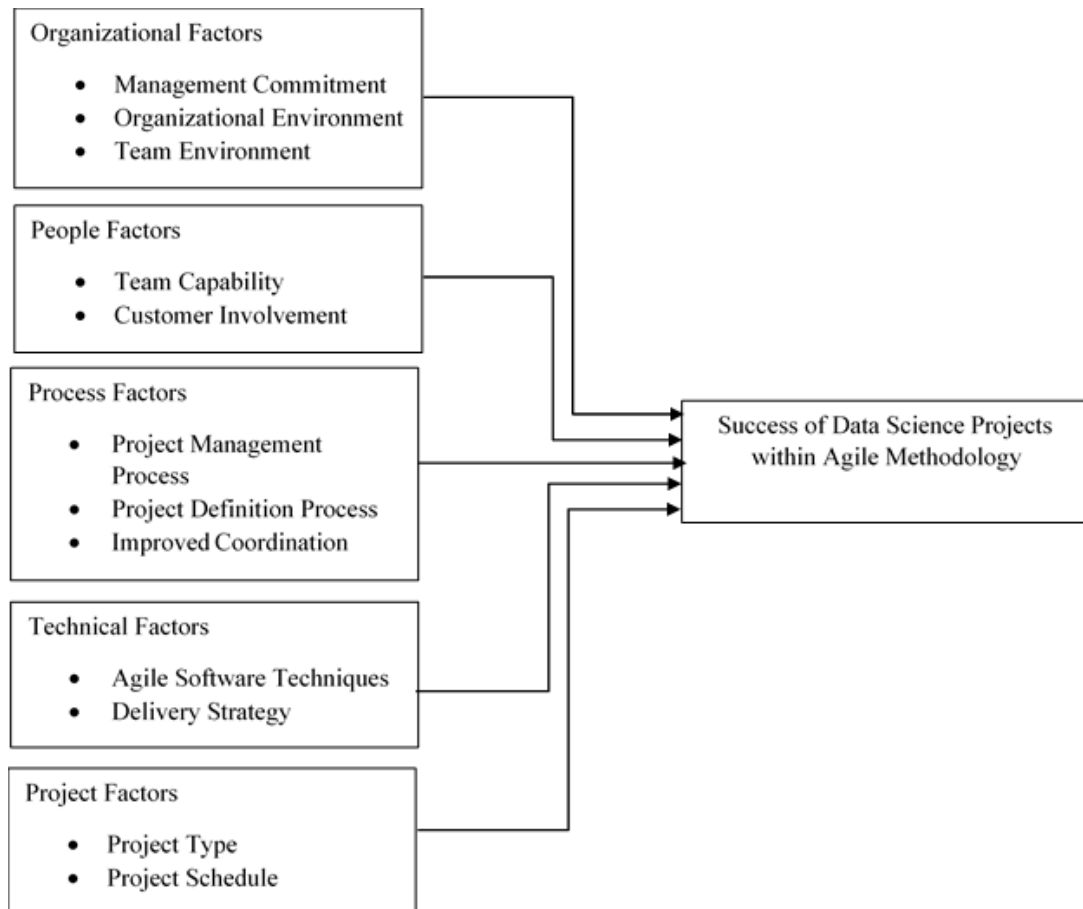 Organizational Factors
• Management Commitment
• Organizational Environment
• Team Environment
People Factors
• Team Capability
• Customer Involvement
Process Factors
• Project Management
Process
• Project Definition Process
• Improved Coordination
Technical Factors
• Agile Software Techniques
• Delivery Strategy
Project Factors
• Project Type
• Project Schedule
Success of Data Science Projects
within Agile Methodology